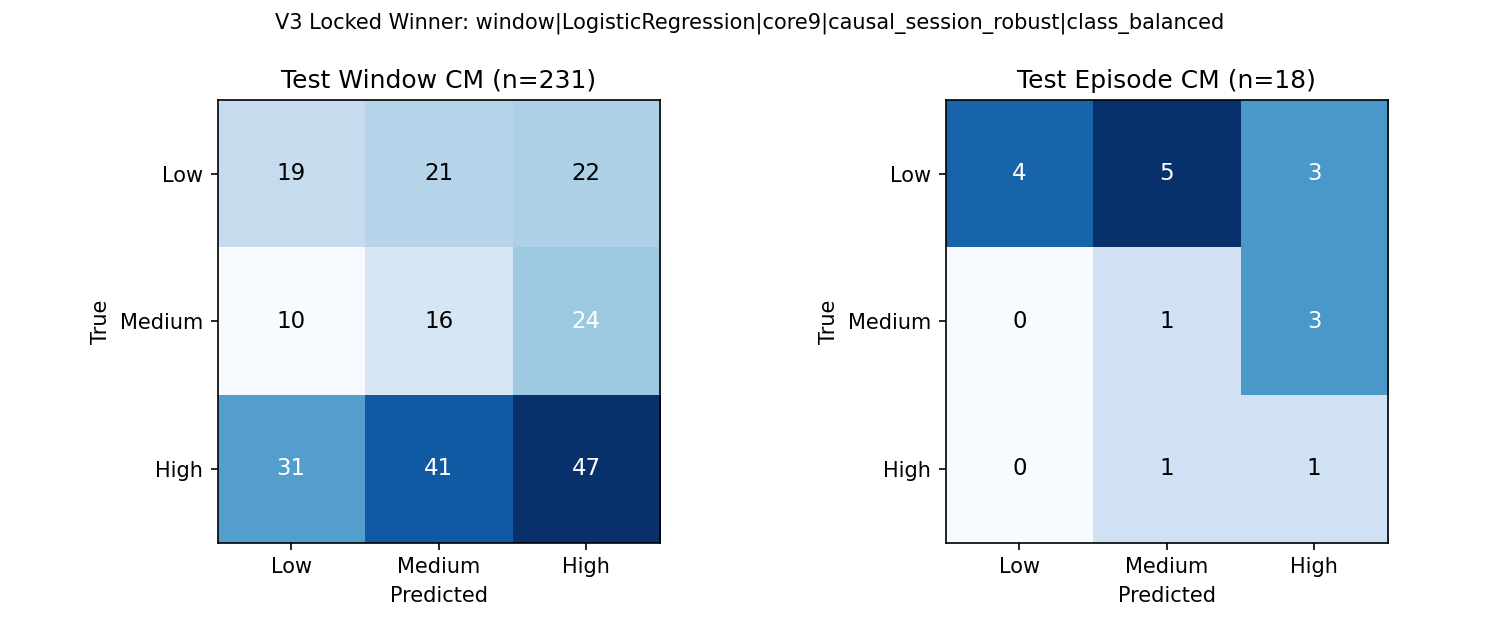 V3 Locked Winner: window|LogisticRegression|core9|causal_session_robust|class_balanced
Test Window CM (n=231)
True
Low 19 21 22
Medium 10 16 24
High 31 41 47
Low Medium High
Predicted
Test Episode CM (n=18)
True
Low 4 5 3
Medium 0 1 3
High 0 1 1
Low Medium High
Predicted